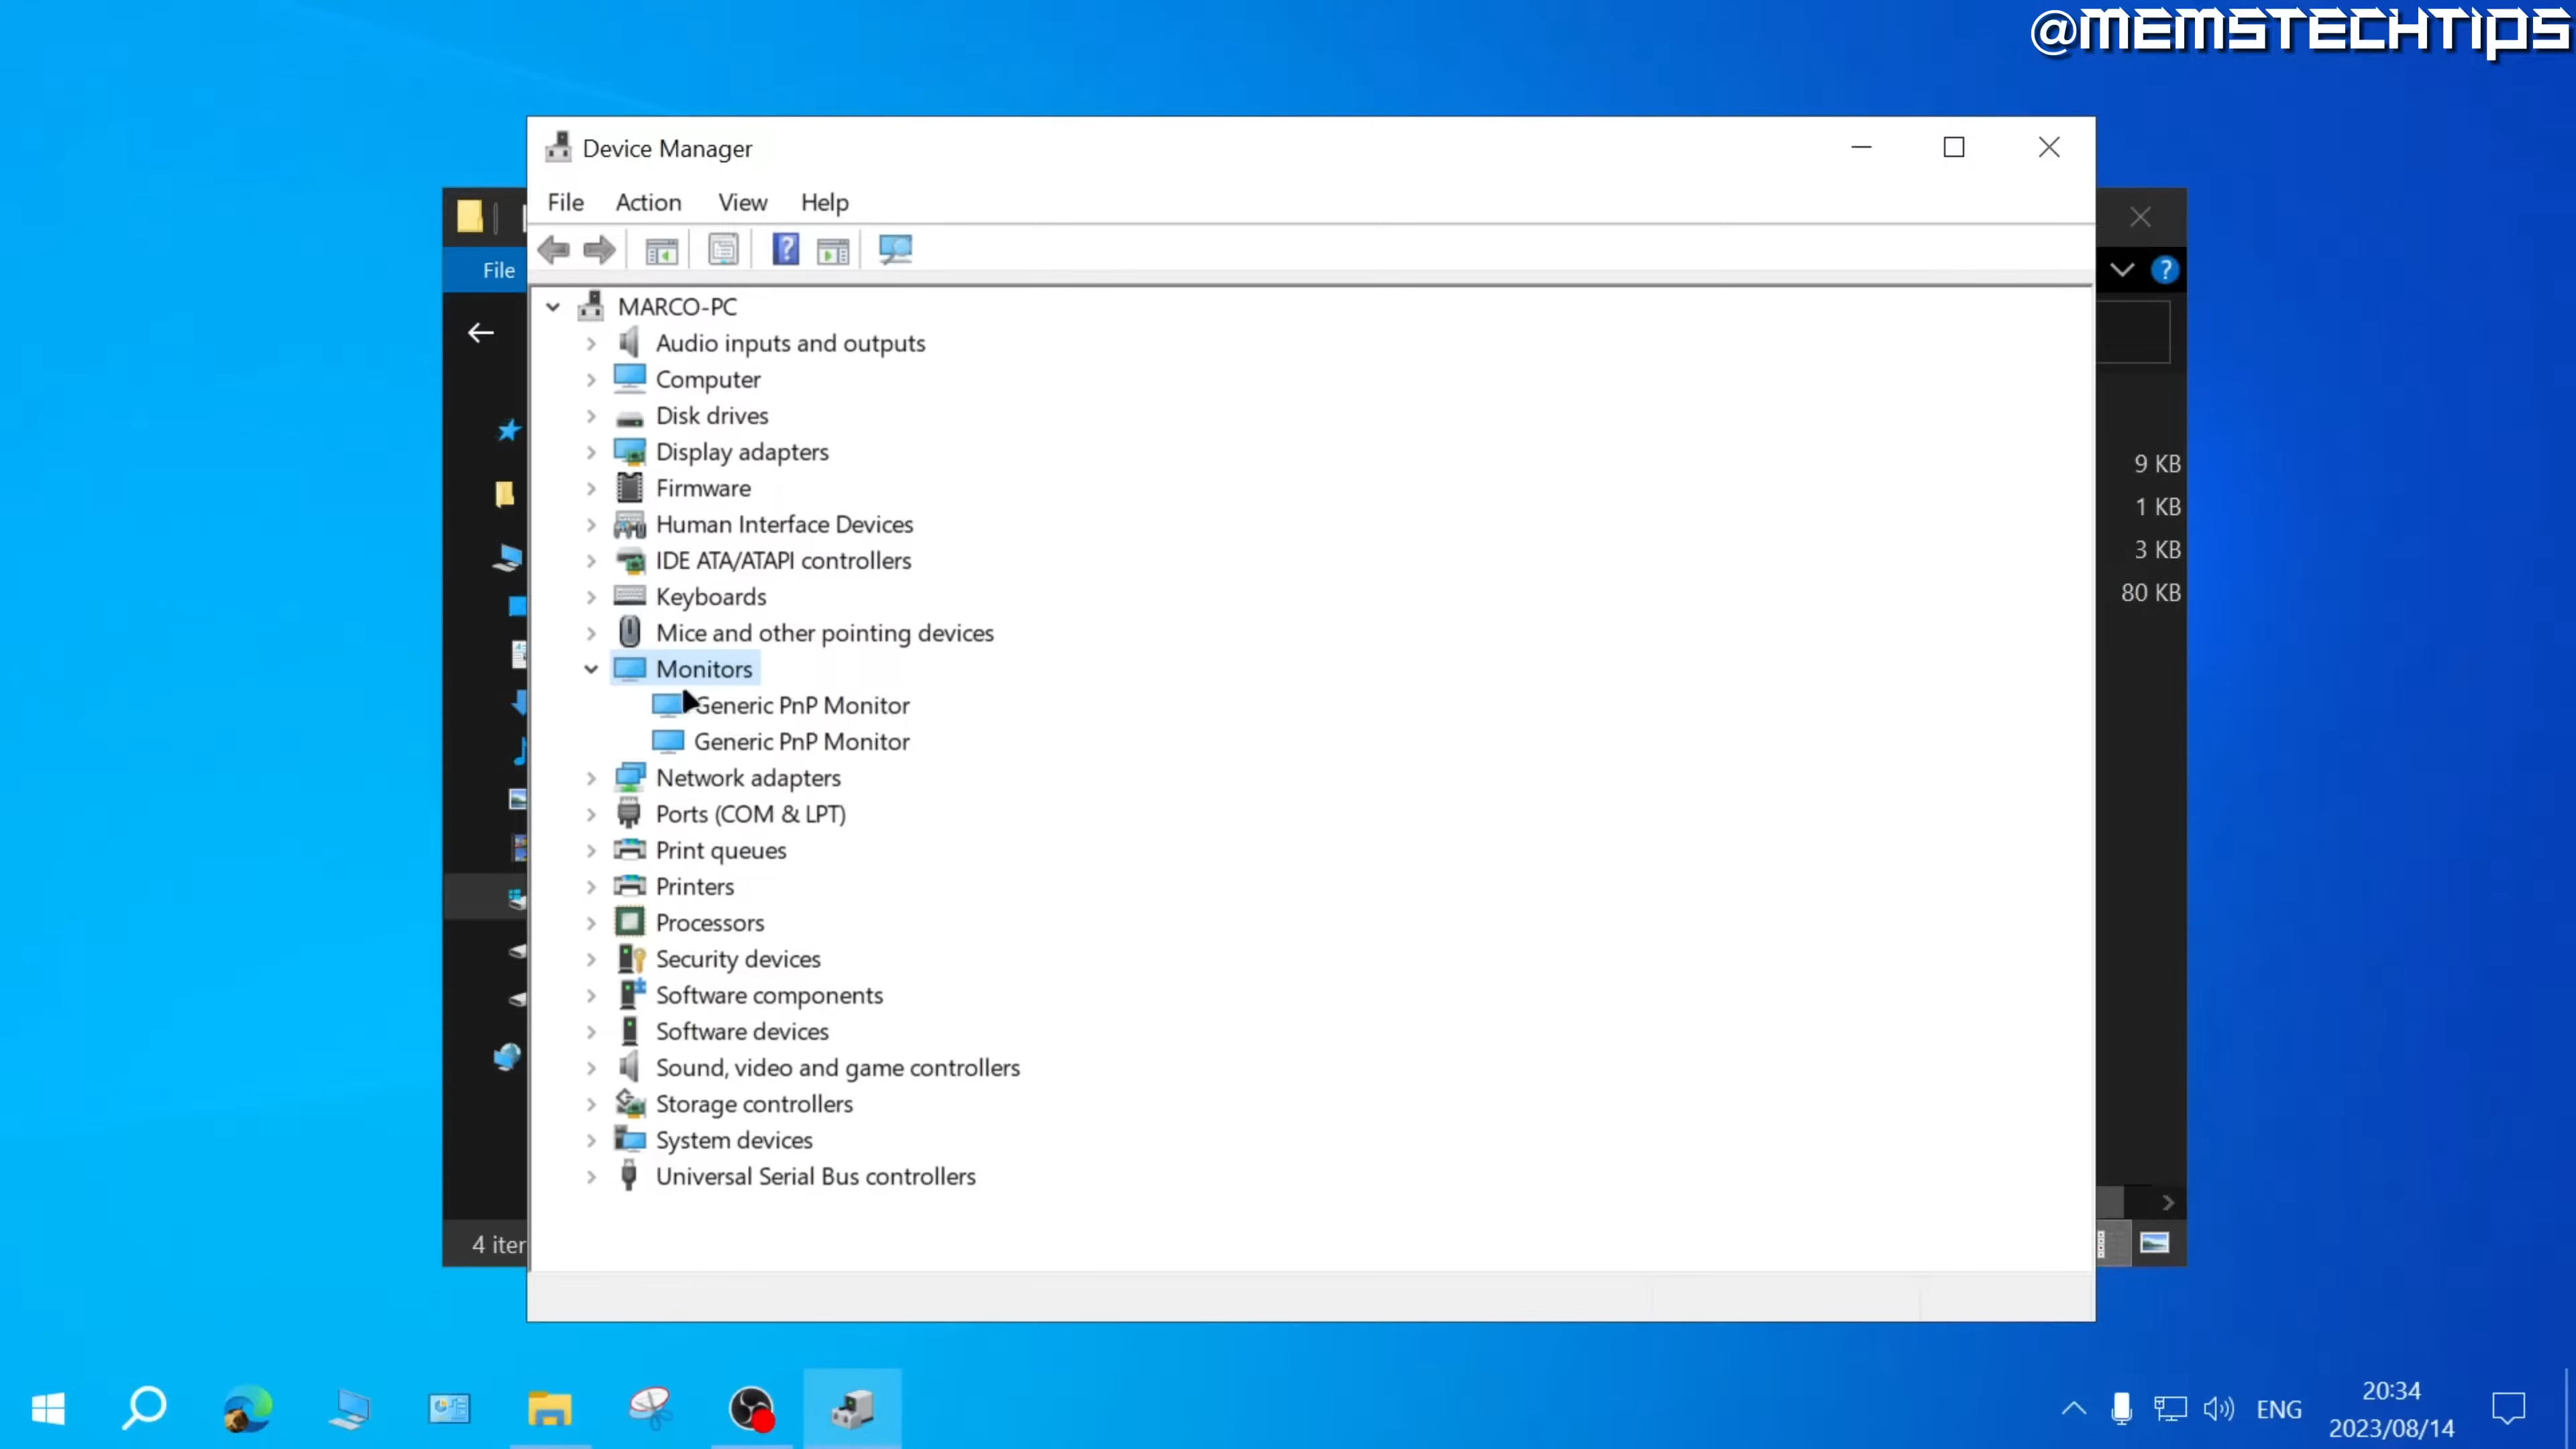 @MEMSTECHTIPS
Device Manager
File Action View Help
File
MARCO-PC
Audio inputs and outputs
Computer
Disk drives
Display adapters
Firmware
9 KB
1 KB
Human Interface Devices
IDE ATA/ATAPI controllers
3 KB
Keyboards
80 KB
Mice and other pointing devices
Monitors
Generic PnP Monitor
Generic PnP Monitor
Network adapters
Ports (COM & LPT)
Print queues
Printers
Processors
Security devices
Software components
Software devices
Sound, video and game controllers
Storage controllers
System devices
Universal Serial Bus controllers
4 iter
ENG
20:34
2023/08/14